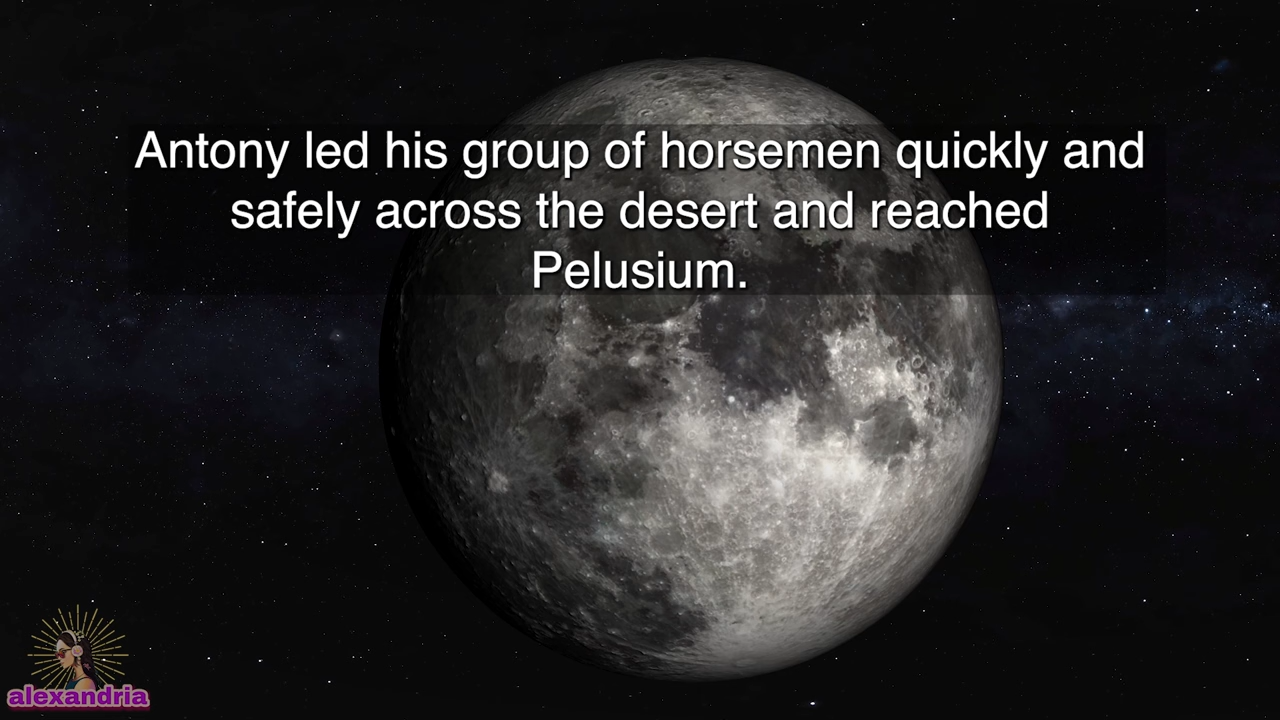 Antony led his group of horsemen quickly and
safely across the desert and reached
Pelusium.
alexandria